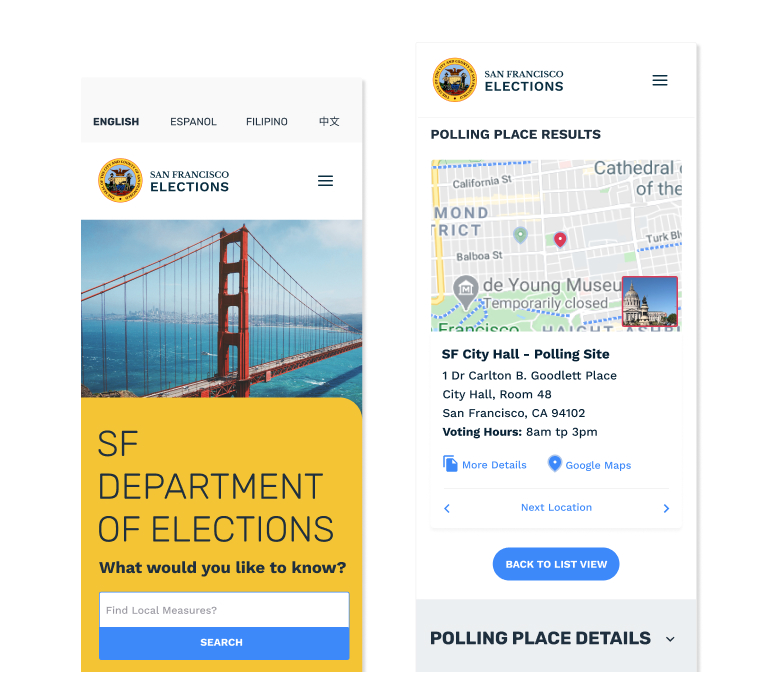 ENGLISH ESPANOL FILIPINO 中文
SAN FRANCISCO
ELECTIONS
SF
DEPARTMENT
OF ELECTIONS
What would you like to know?
Find Local Measures?
SEARCH
SAN FRANCISCO
ELECTIONS
POLLING PLACE RESULTS
Cathedral
of the
California St
MOND
TRICT
Turk Bl
Balboa St
de Young Museu
Temporarily closed
Francisco
HAIGHT ASH
SF City Hall - Polling Site
1 Dr Carlton B. Goodlett Place
City Hall, Room 48
San Francisco, CA 94102
Voting Hours: 8am tp 3pm
More Details Google Maps
Next Location
BACK TO LIST VIEW
POLLING PLACE DETAILS